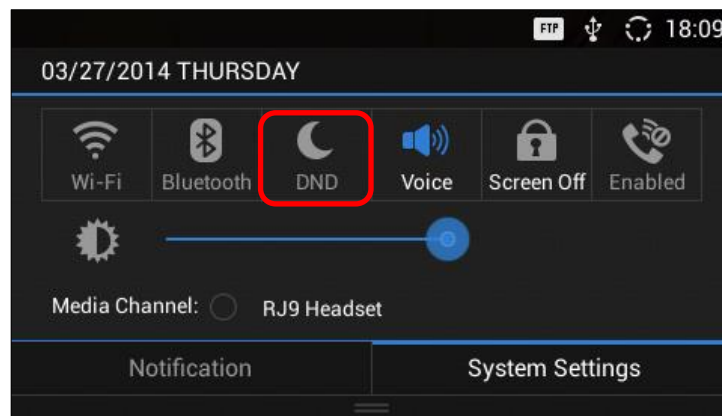 FTP 18:09
03/27/2014 THURSDAY
Wi-Fi Bluetooth DND Voice Screen Off Enabled
Media Channel: RJ9 Headset
Notification System Settings